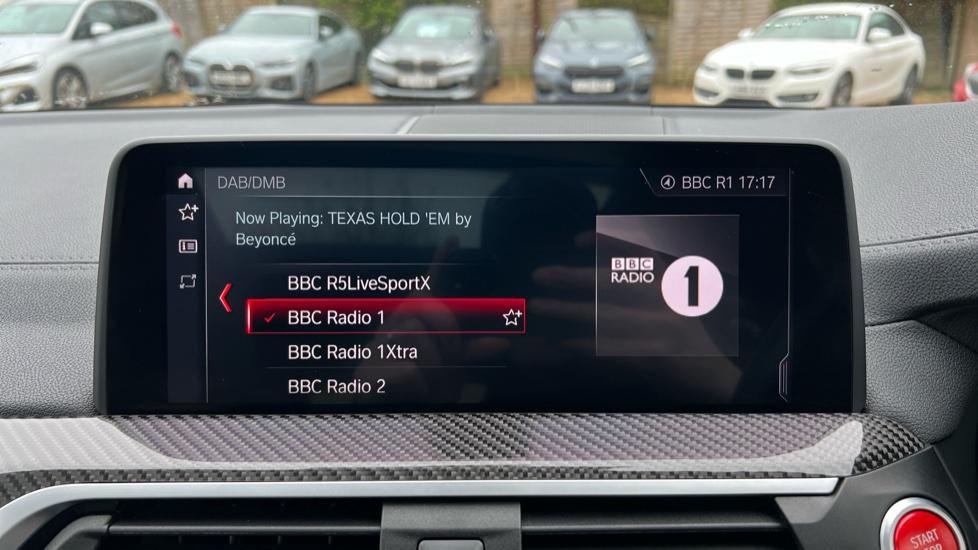 DAB/DMB
BBC R1 17:17
Now Playing: TEXAS HOLD 'EM by
Beyoncé
BBC R5LiveSportX
BBC Radio 1
BBC Radio 1Xtra
BBC Radio 2
BBC
RADIO
1
START